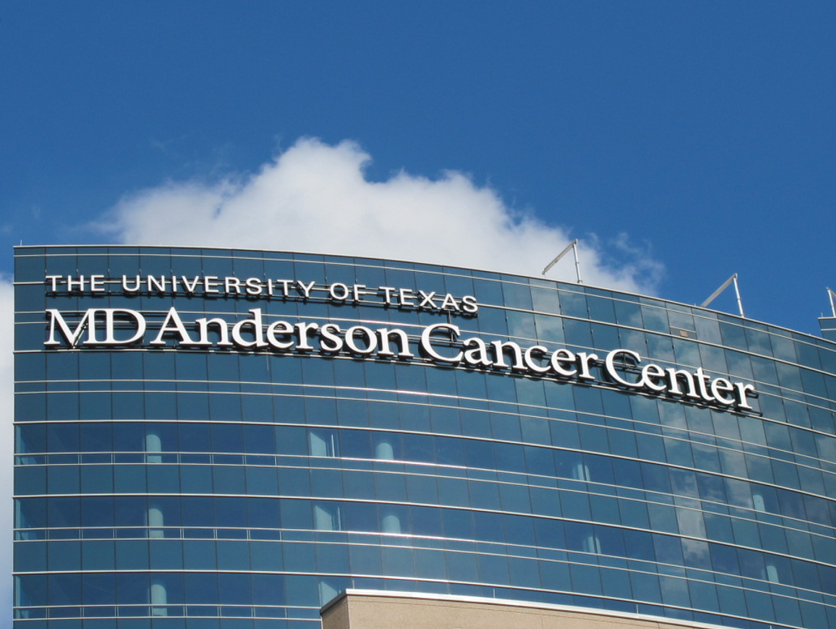 THE UNIVERSITY OF TEXAS
MD Anderson Cancer Center